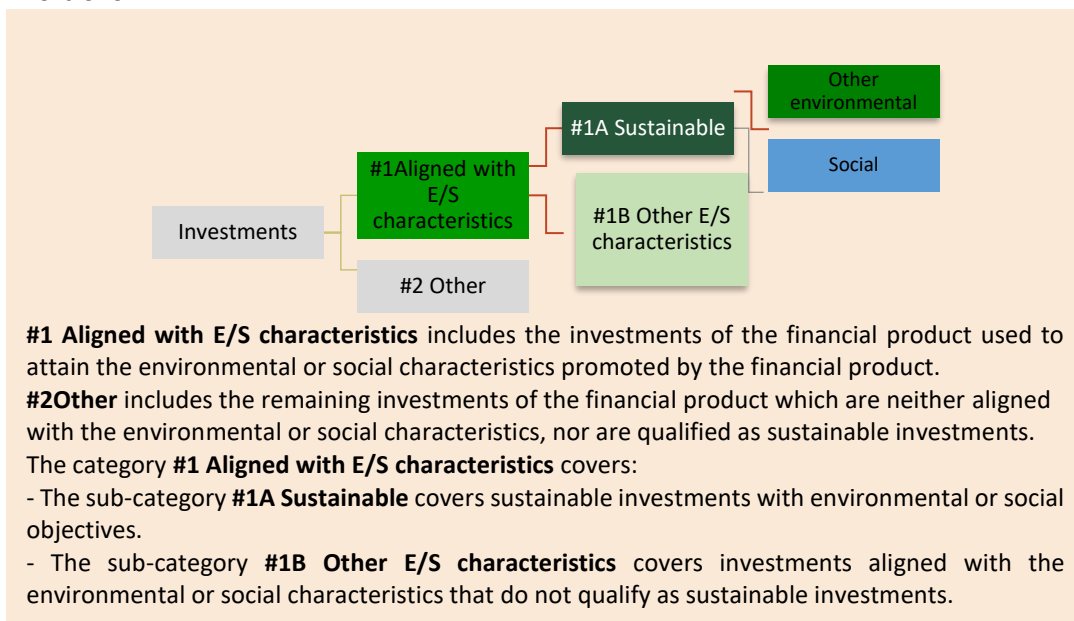 Other
environmental
#1A Sustainable
Social
#1Aligned with
E/S
characteristics
#1B Other E/S
characteristics
Investments
#2 Other
#1 Aligned with E/S characteristics includes the investments of the financial product used to
attain the environmental or social characteristics promoted by the financial product.
#2Other includes the remaining investments of the financial product which are neither aligned
with the environmental or social characteristics, nor are qualified as sustainable investments.
The category #1 Aligned with E/S characteristics covers:
- The sub-category #1A Sustainable covers sustainable investments with environmental or social
objectives.
- The sub-category #1B Other E/S characteristics covers investments aligned with the
environmental or social characteristics that do not qualify as sustainable investments.